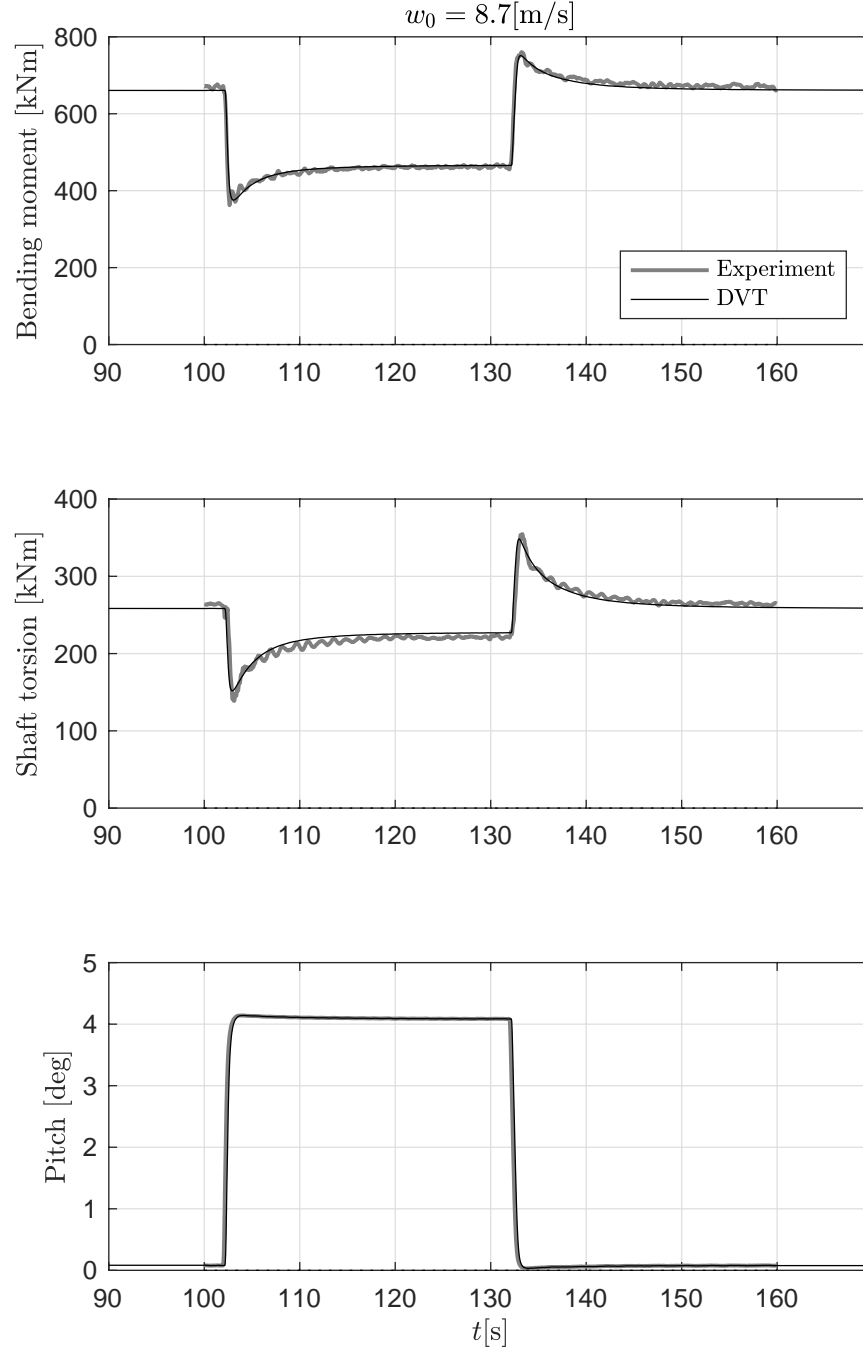 w_0 = 8.7[m/s]
800
600
400
200
0
Bending moment [kNm]
Experiment
DVT
90 100 110 120 130 140 150 160
400
300
200
100
0
Shaft torsion [kNm]
90 100 110 120 130 140 150 160
5
4
3
2
1
0
Pitch [deg]
90 100 110 120 130 140 150 160
t[s]